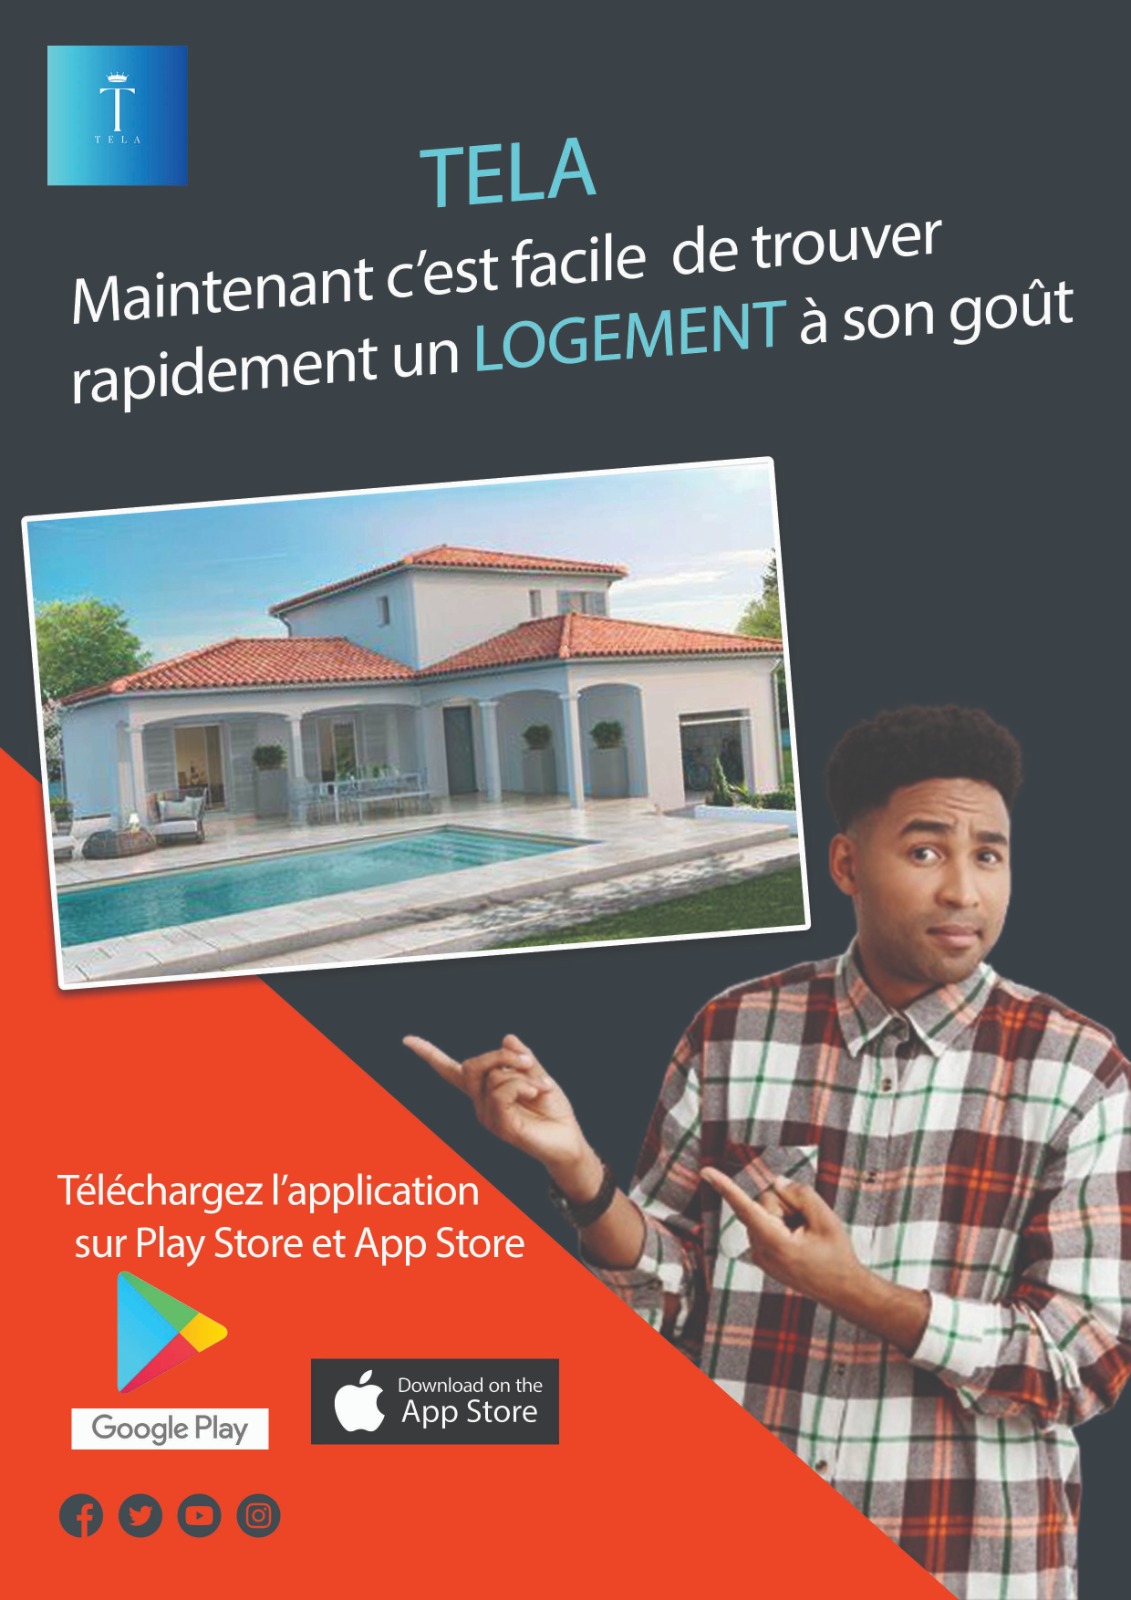 T
TELA
TELA
Maintenant c'est facile de trouver
rapidement un LOGEMENT à son goût
Téléchargez l'application
sur Play Store et App Store
Google Play
Download on the
App Store